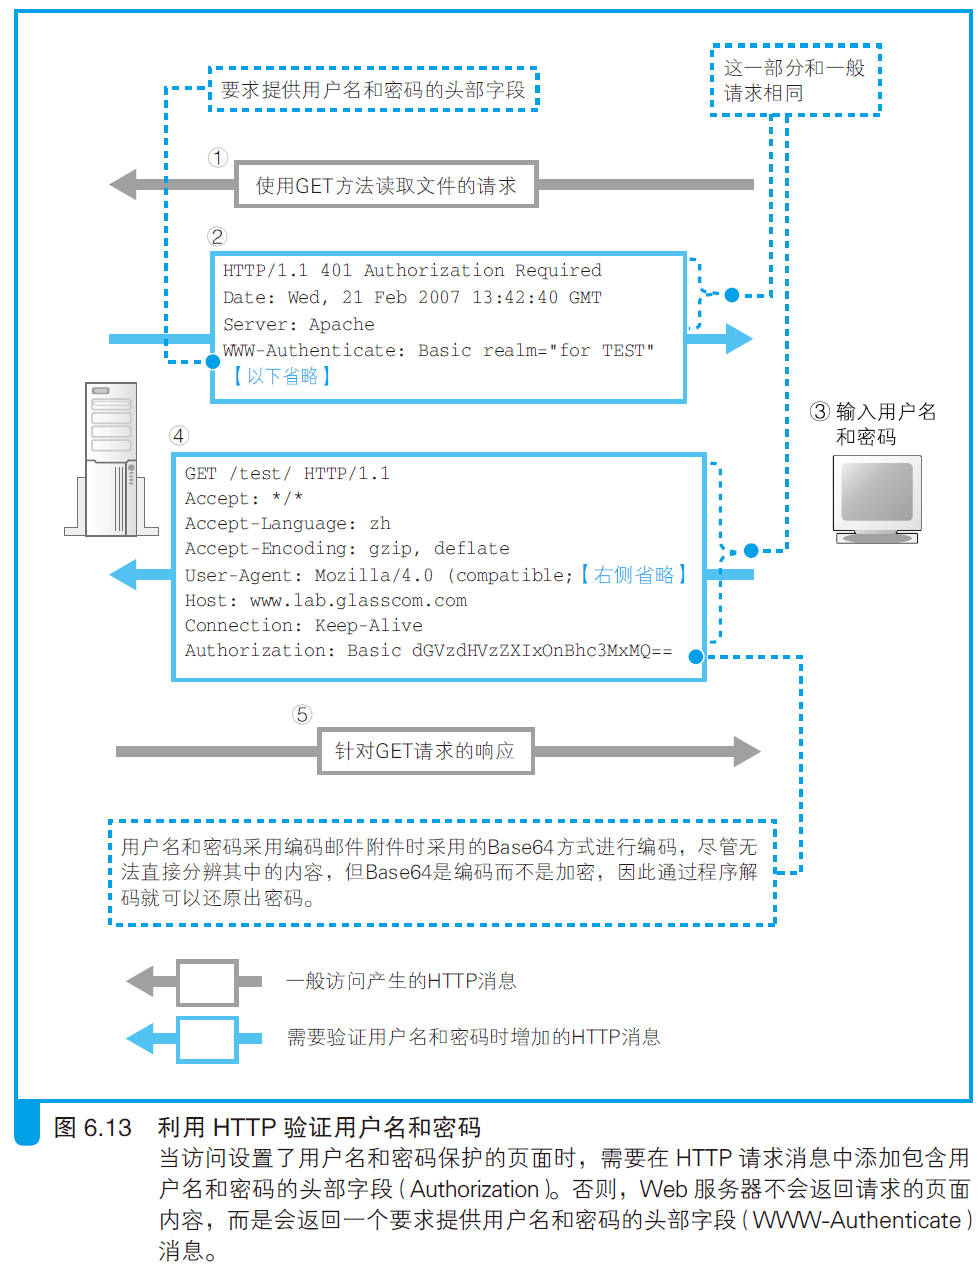 要求提供用户名和密码的头部字段
这一部分和一般
请求相同
①
使用GET方法读取文件的请求
②
HTTP/1.1 401 Authorization Required
Date: Wed, 21 Feb 2007 13:42:40 GMT
Server: Apache
WWW-Authenticate: Basic realm="for TEST"
【以下省略】
③ 输入用户名
和密码
④
GET /test/ HTTP/1.1
Accept: */*
Accept-Language: zh
Accept-Encoding: gzip, deflate
User-Agent: Mozilla/4.0 (compatible;【右侧省略】
Host: www.lab.glasscom.com
Connection: Keep-Alive
Authorization: Basic dGVzdHVzZXIxOnBhc3MxMQ==
⑤
针对GET请求的响应
用户名和密码采用编码邮件附件时采用的Base64方式进行编码，尽管无
法直接分辨其中的内容，但Base64是编码而不是加密，因此通过程序解
码就可以还原出密码。
一般访问产生的HTTP消息
需要验证用户名和密码时增加的HTTP消息
图 6.13 利用 HTTP 验证用户名和密码
当访问设置了用户名和密码保护的页面时，需要在 HTTP 请求消息中添加包含用
户名和密码的头部字段（Authorization）。否则，Web 服务器不会返回请求的页面
内容，而是会返回一个要求提供用户名和密码的头部字段（WWW-Authenticate）
消息。